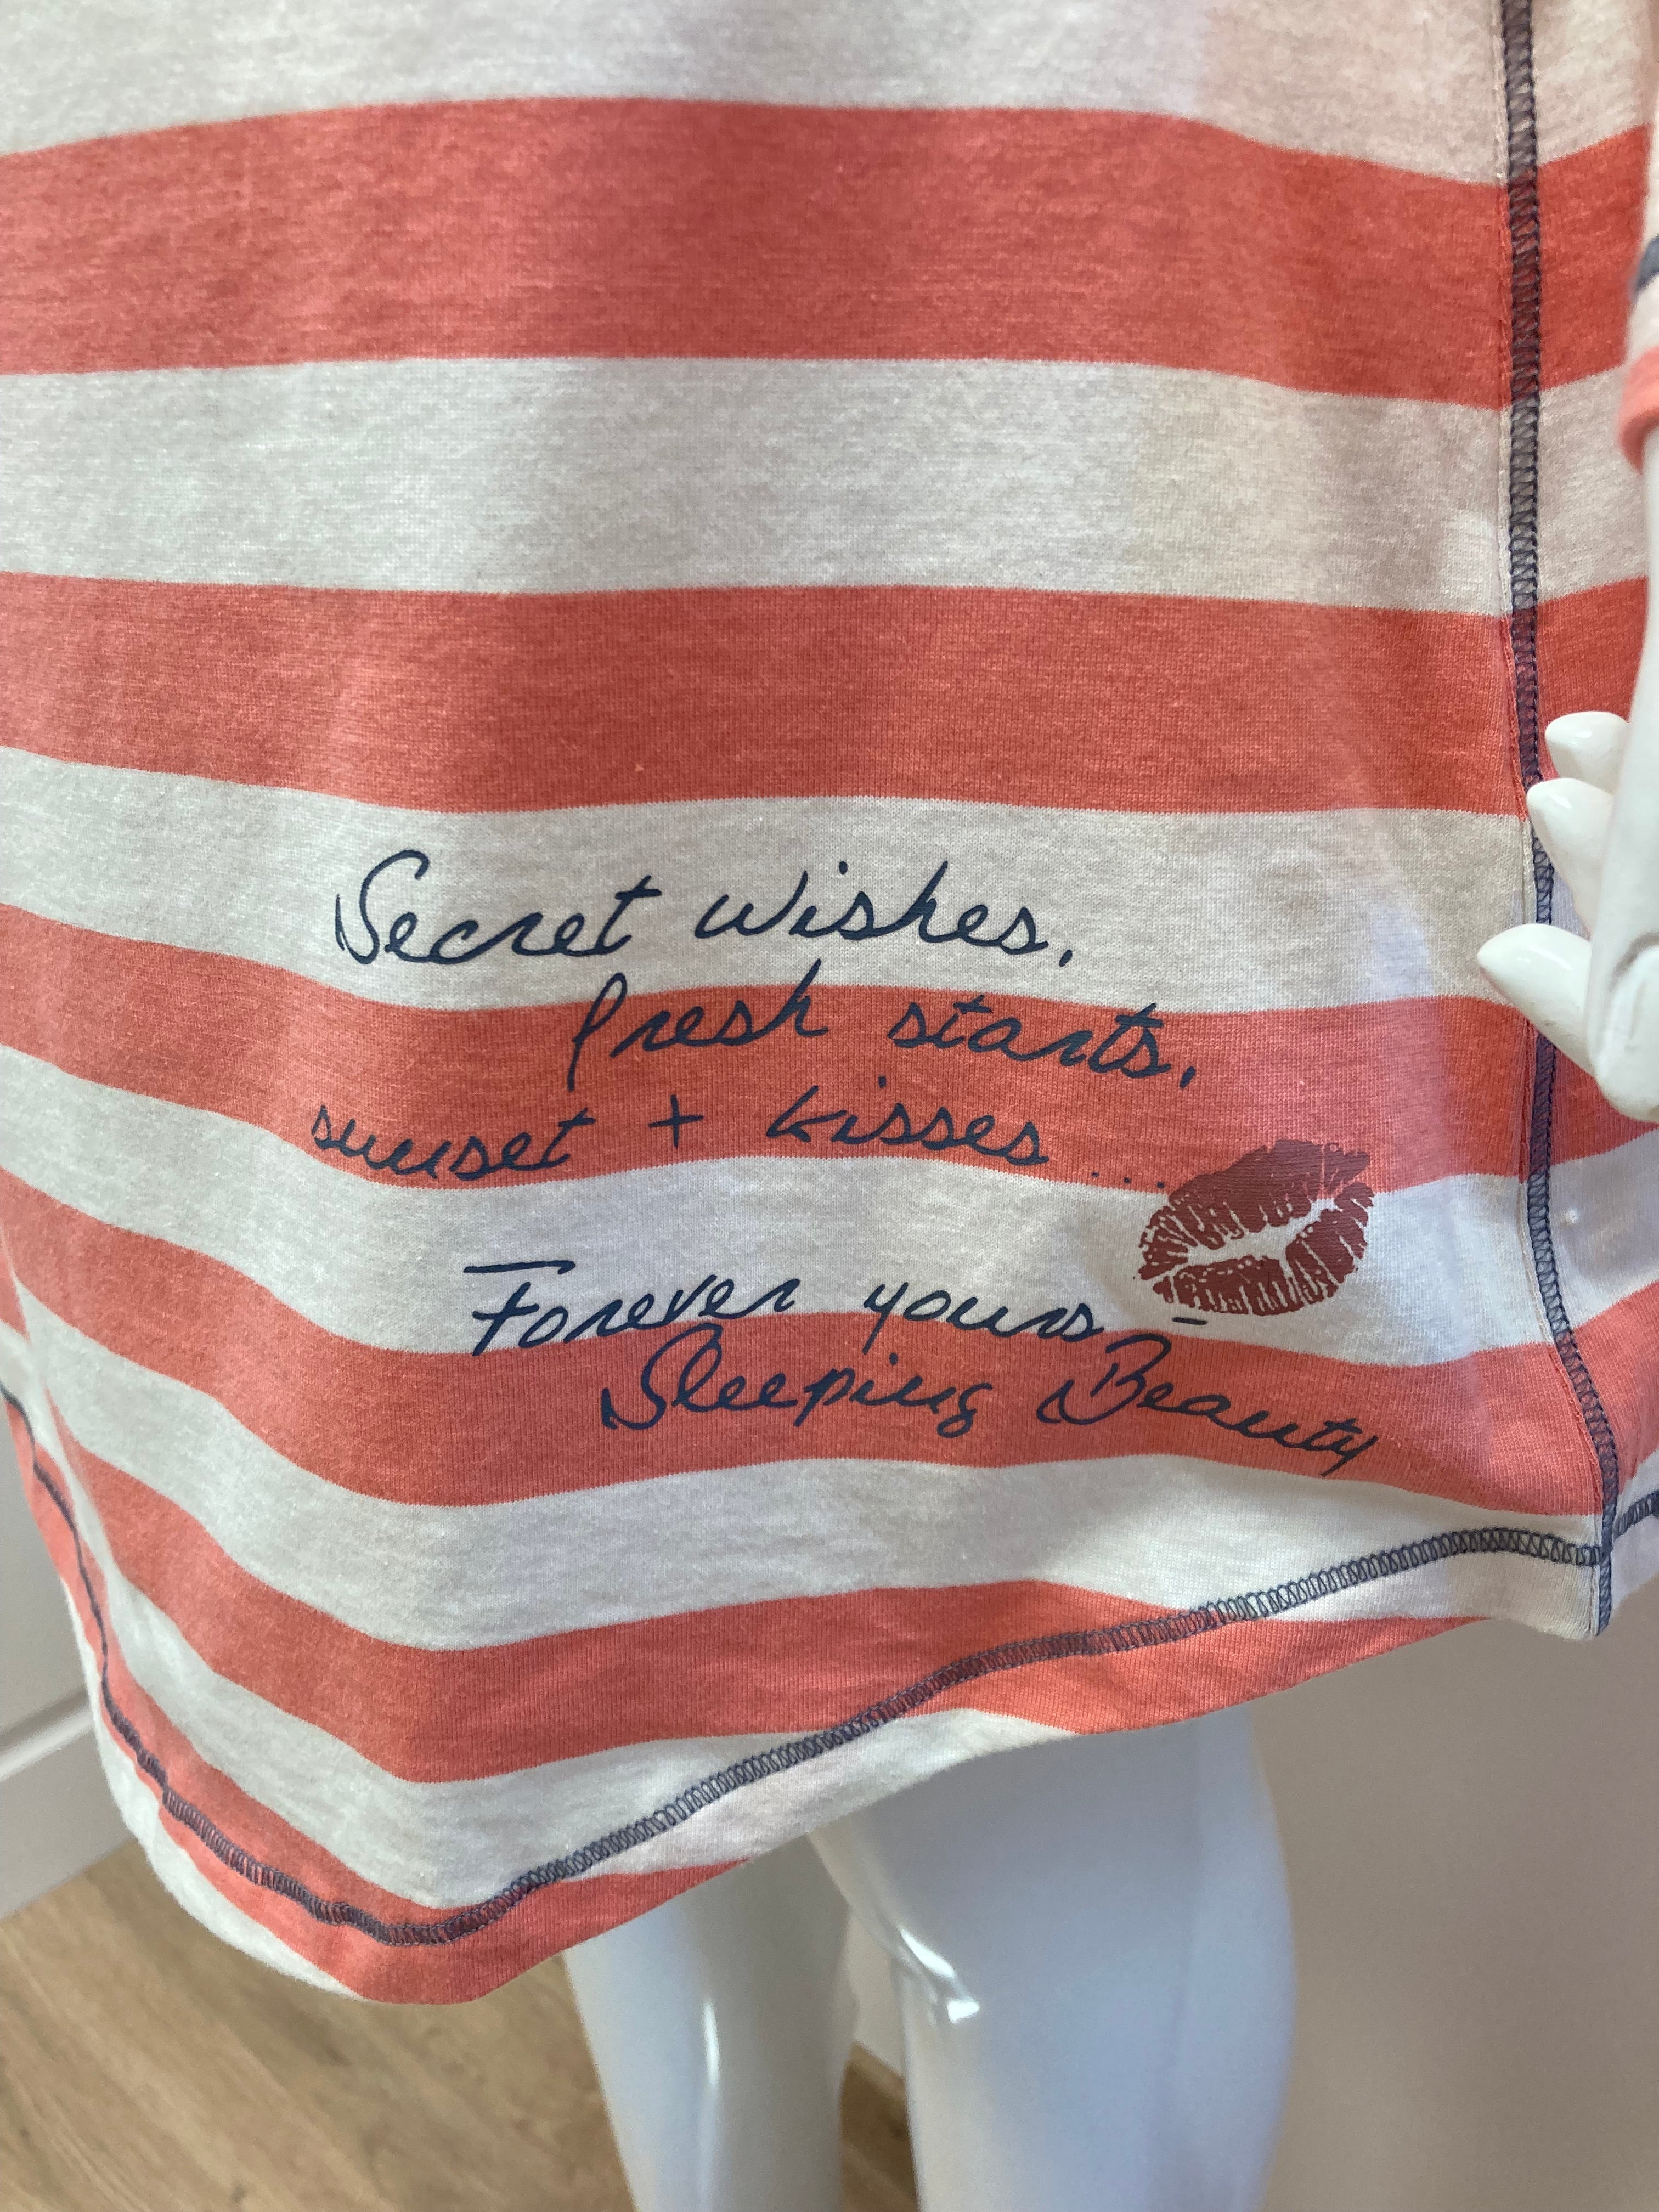 Secret wishes,
fresh starts,
sunset + kisses ...
Forever yours -
Sleeping Beauty